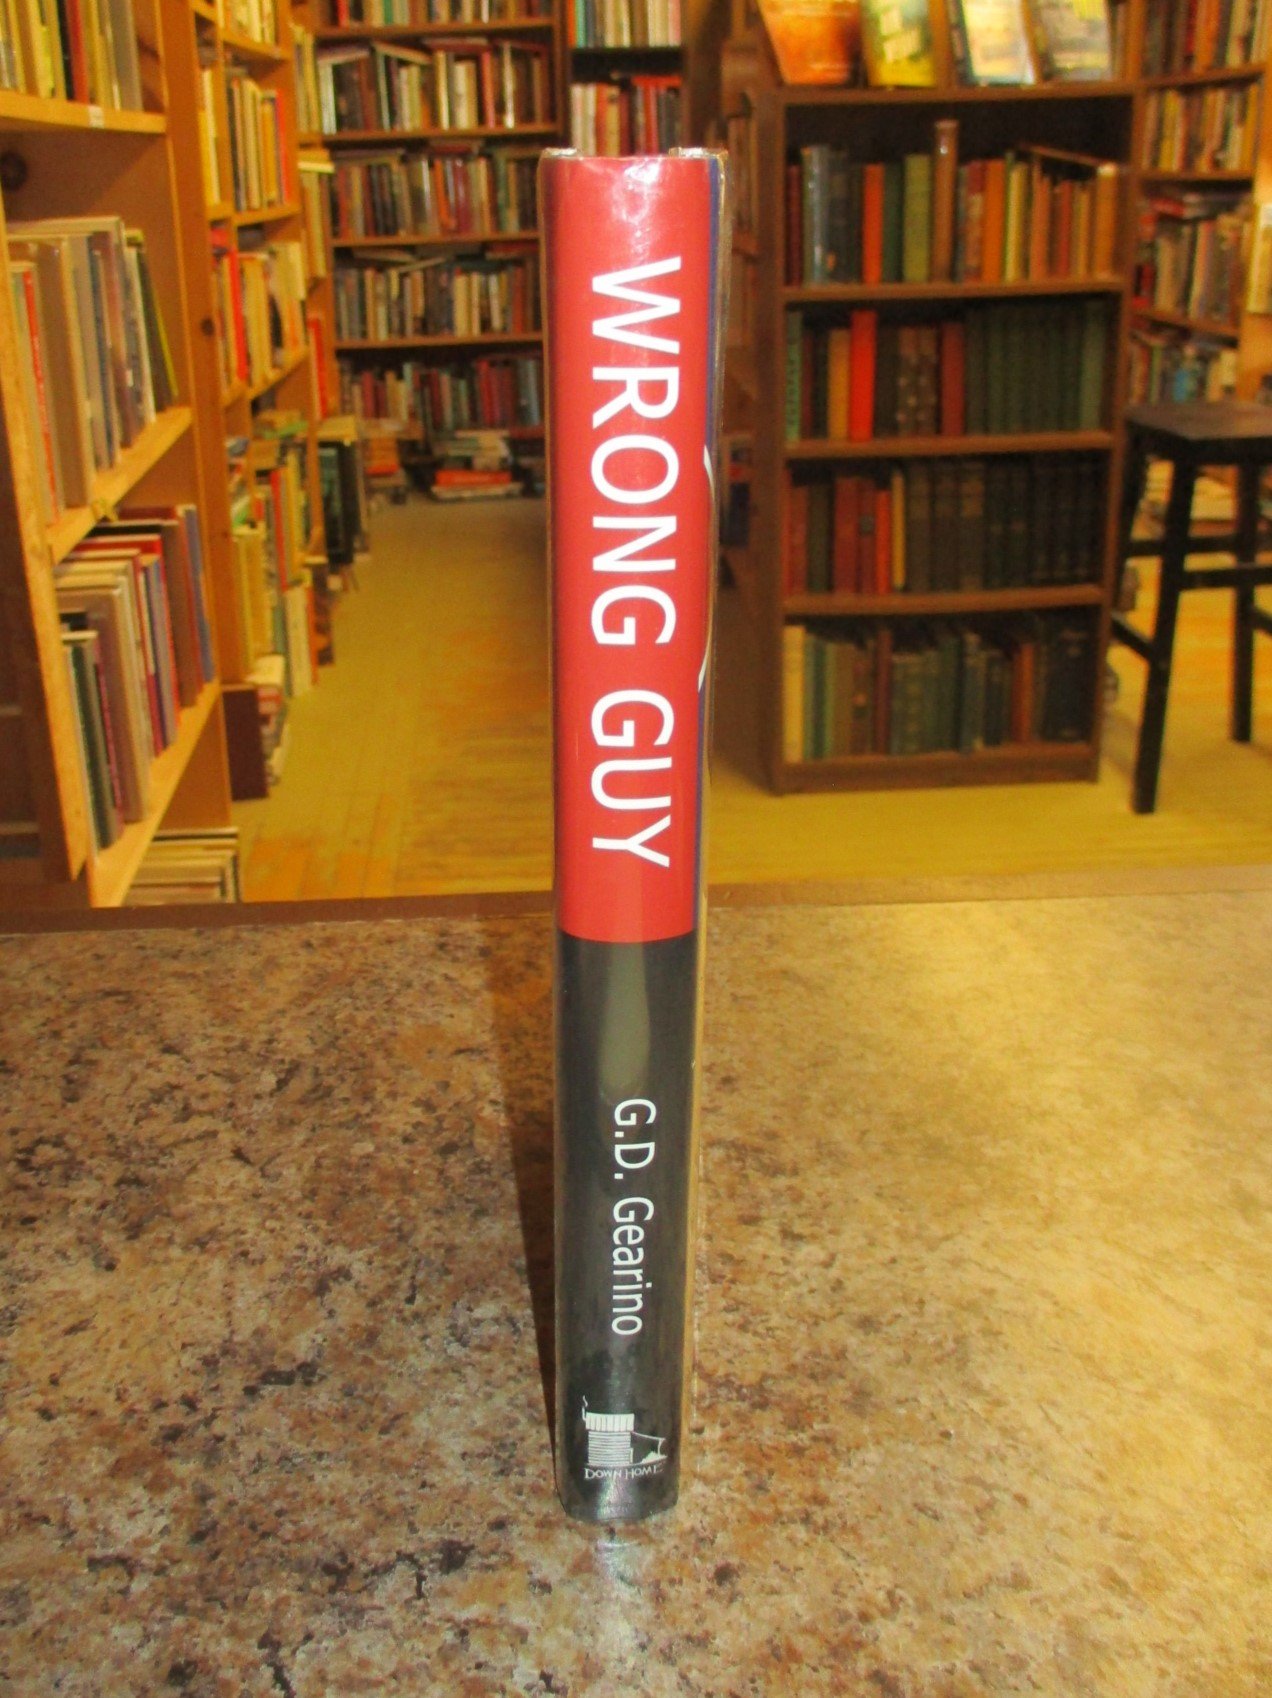 WRONG GUY
G.D. Gearino
DOWN HOME